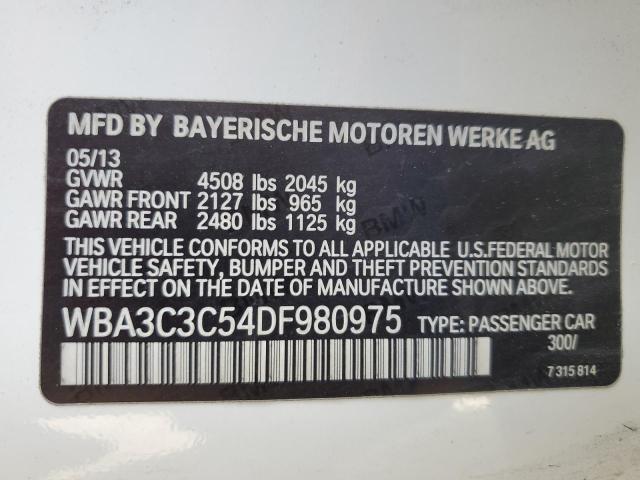 MFD BY BAYERISCHE MOTOREN WERKE AG
05/13
GVWR 4508 lbs 2045 kg
GAWR FRONT 2127 lbs 965 kg
GAWR REAR 2480 lbs 1125 kg
THIS VEHICLE CONFORMS TO ALL APPLICABLE U.S.FEDERAL MOTOR
VEHICLE SAFETY, BUMPER AND THEFT PREVENTION STANDARDS
IN EFFECT ON THE DATE OF MANUFACTURE SHOWN ABOVE.
WBA3C3C54DF980975 TYPE: PASSENGER CAR
300/
7 315 814